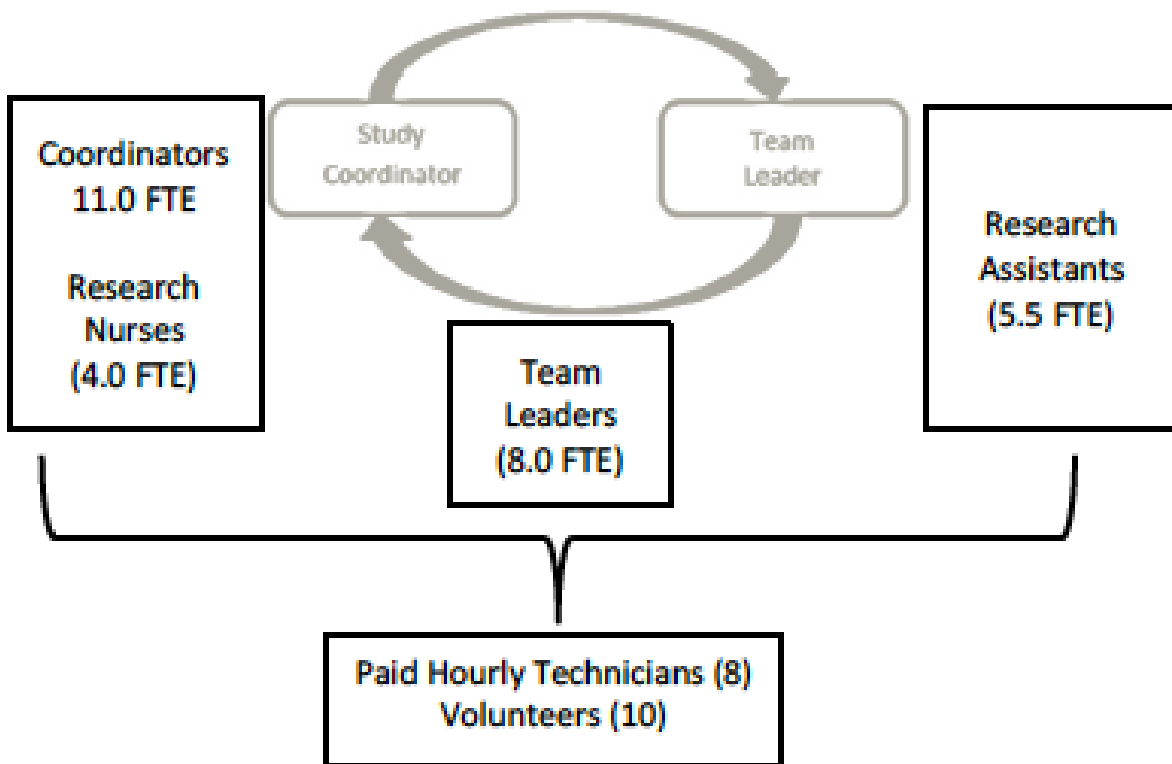 Study
Coordinator
Team
Leader
Coordinators
11.0 FTE
Research
Nurses
(4.0 FTE)
Team
Leaders
(8.0 FTE)
Research
Assistants
(5.5 FTE)
Paid Hourly Technicians (8)
Volunteers (10)